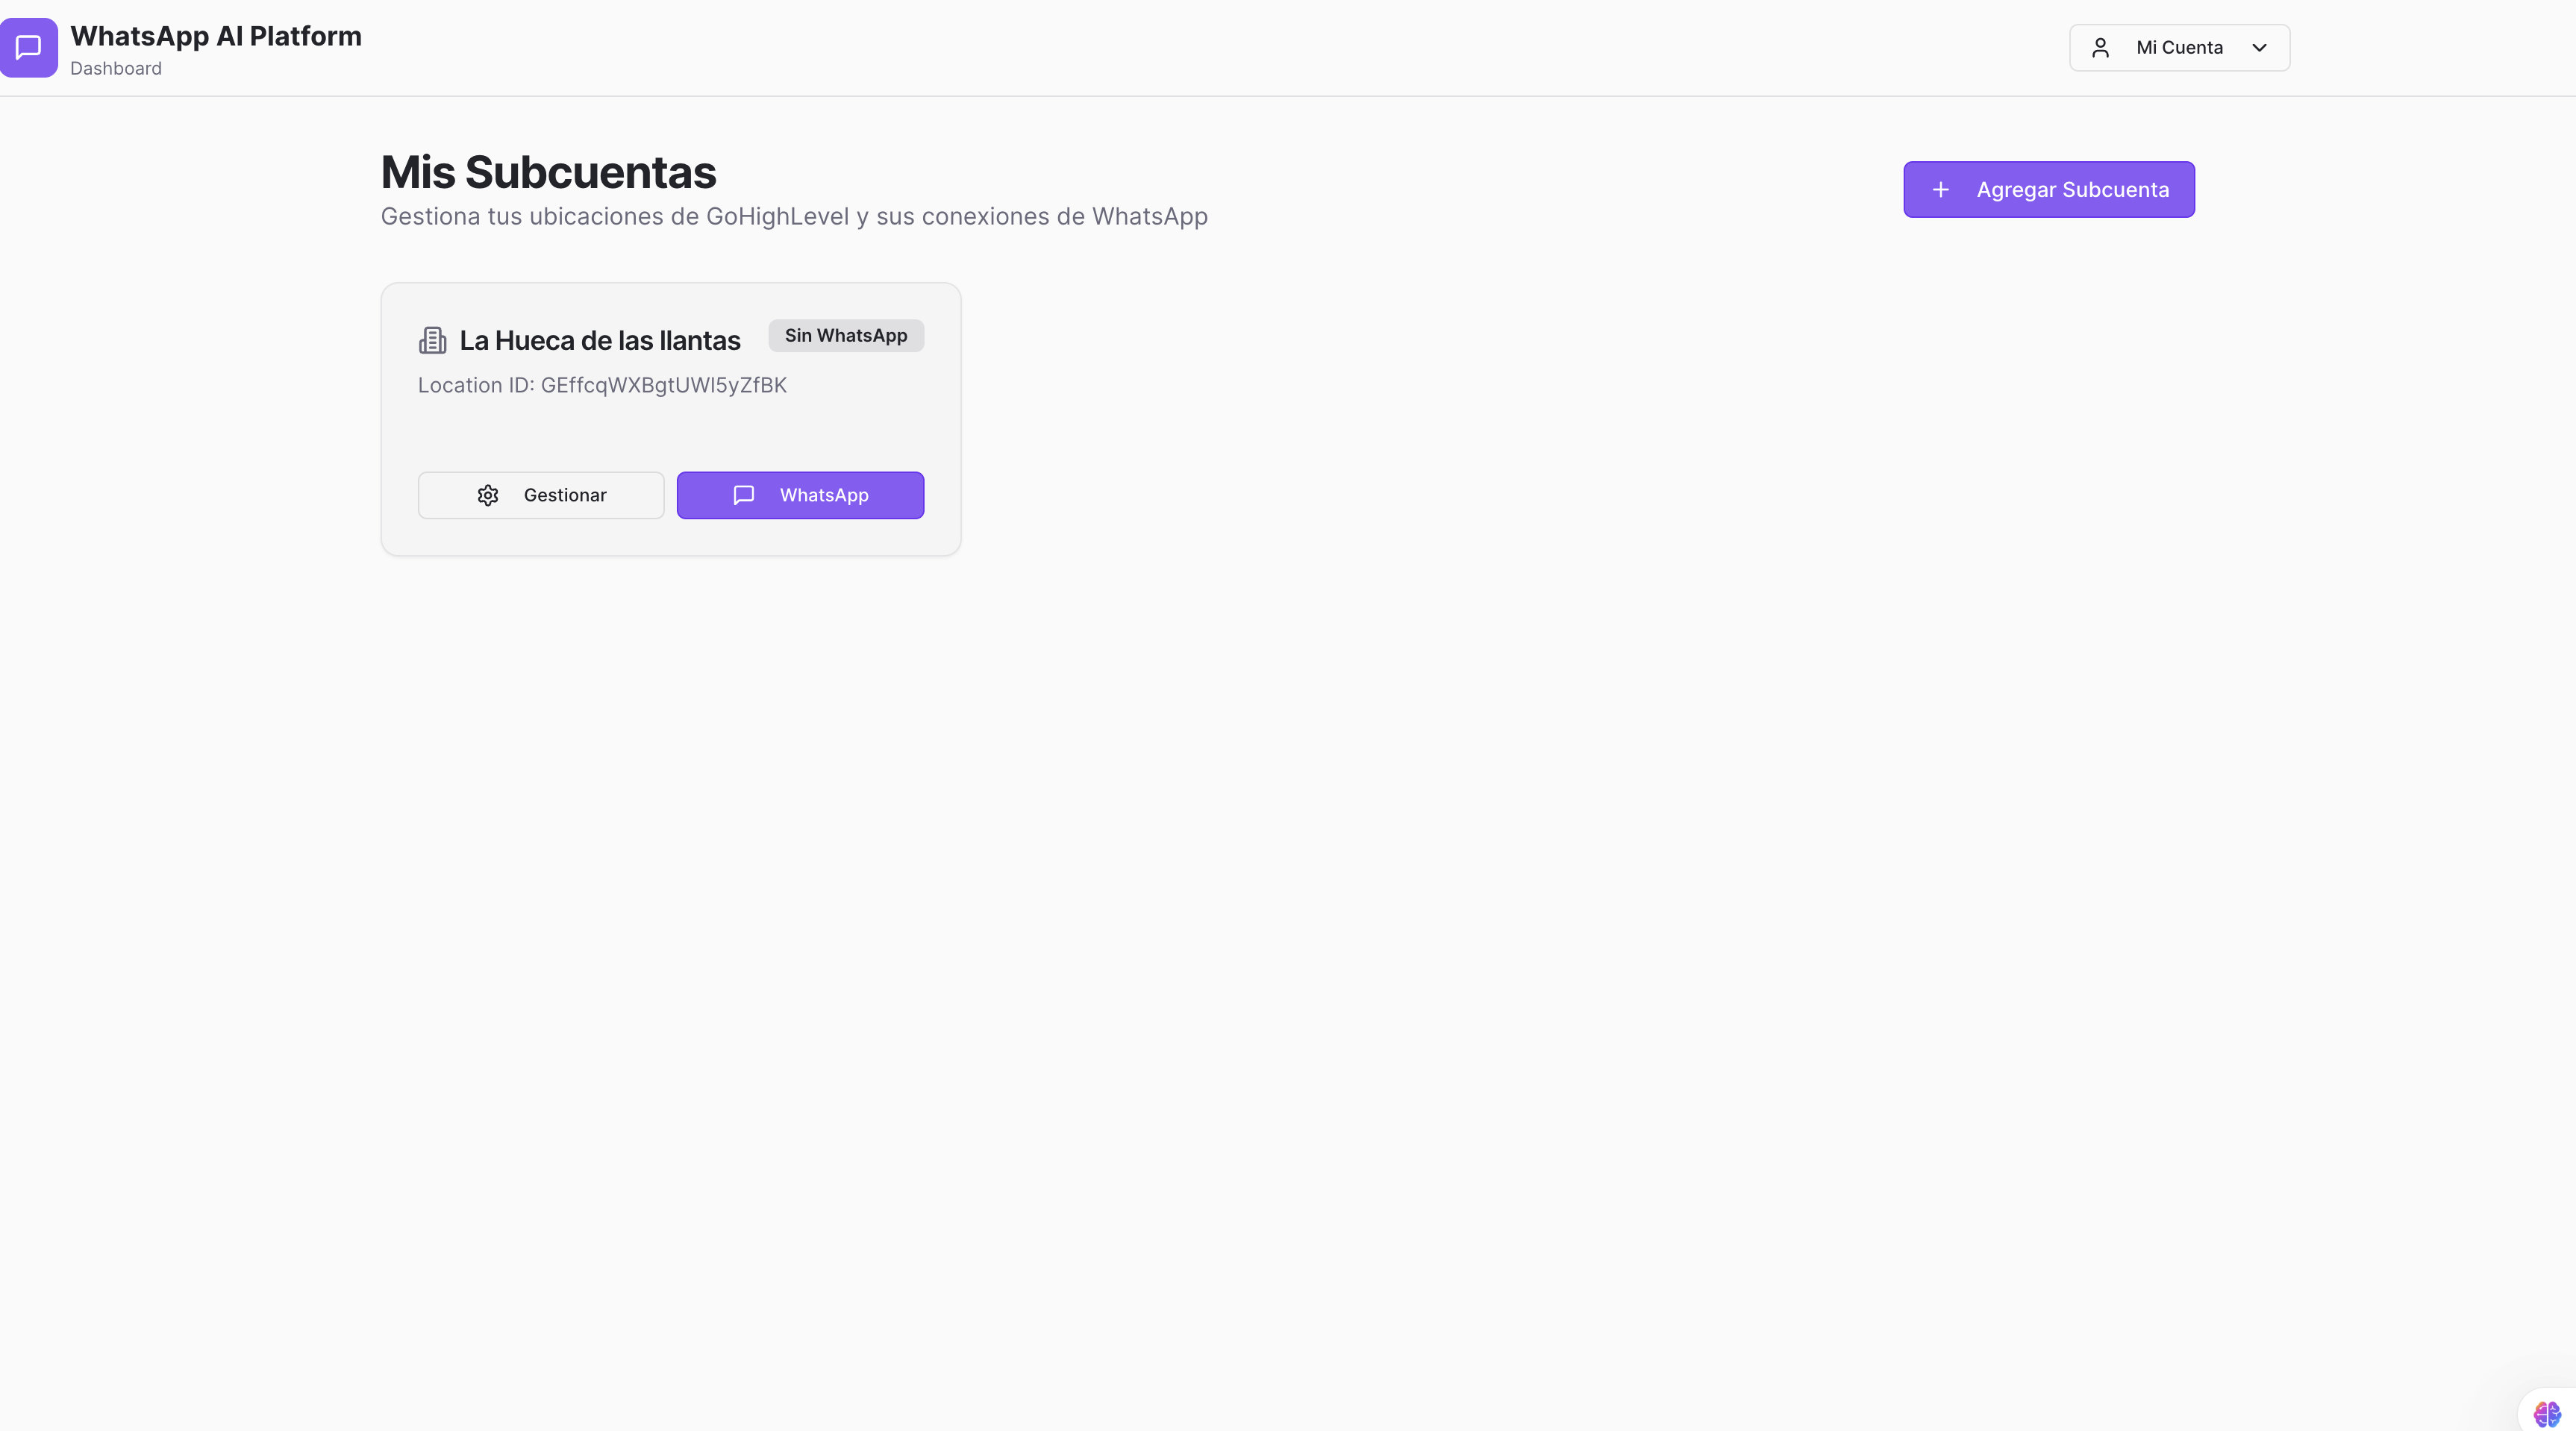 WhatsApp AI Platform
Dashboard
Mi Cuenta
Mis Subcuentas
Gestiona tus ubicaciones de GoHighLevel y sus conexiones de WhatsApp
Agregar Subcuenta
La Hueca de las llantas
Sin WhatsApp
Location ID: GEffcqWXBgtUWI5yZfBK
Gestionar
WhatsApp